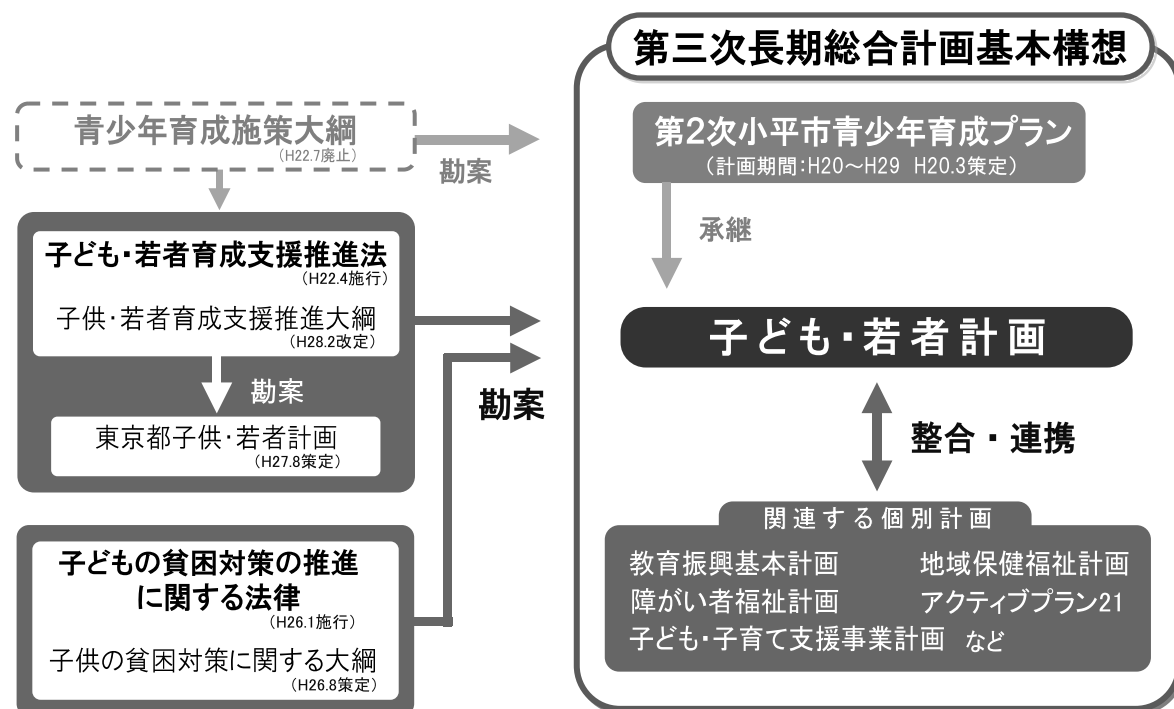 第三次長期総合計画基本構想
青少年育成施策大綱
(H22.7廃止)
勘案
第2次小平市青少年育成プラン
(計画期間:H20～H29 H20.3策定)
承継
子ども・若者育成支援推進法
(H22.4施行)
子供・若者育成支援推進大綱
(H28.2改定)
勘案
東京都子供・若者計画
(H27.8策定)
子どもの貧困対策の推進
に関する法律
(H26.1施行)
子供の貧困対策に関する大綱
(H26.8策定)
勘案
子ども・若者計画
整合・連携
関連する個別計画
教育振興基本計画 地域保健福祉計画
障がい者福祉計画 アクティブプラン21
子ども・子育て支援事業計画 など